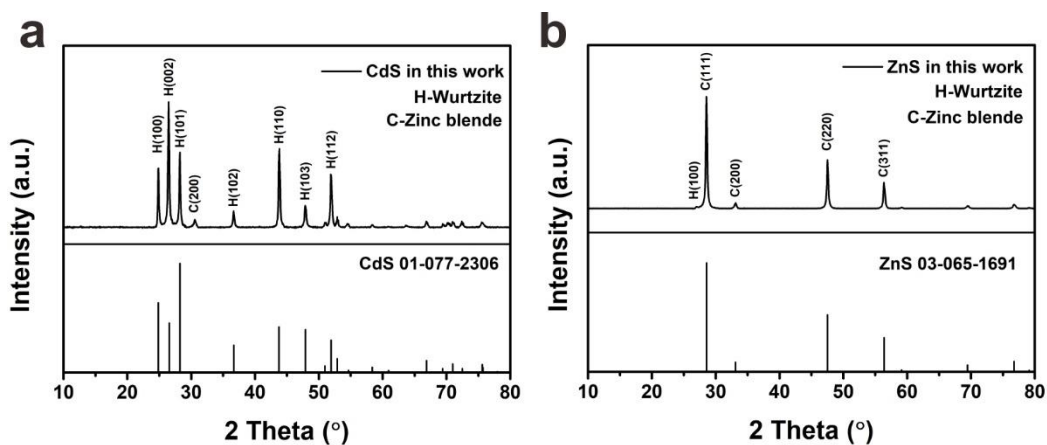 a
CdS in this work
H-Wurtzite
C-Zinc blende
H(100)
H(002)
H(101)
C(200)
H(102)
H(110)
H(103)
H(112)
CdS 01-077-2306
Intensity (a.u.)
10 20 30 40 50 60 70 80
2 Theta (°)
b
ZnS in this work
H-Wurtzite
C-Zinc blende
H(100)
C(111)
C(200)
C(220)
C(311)
ZnS 03-065-1691
Intensity (a.u.)
10 20 30 40 50 60 70 80
2 Theta (°)